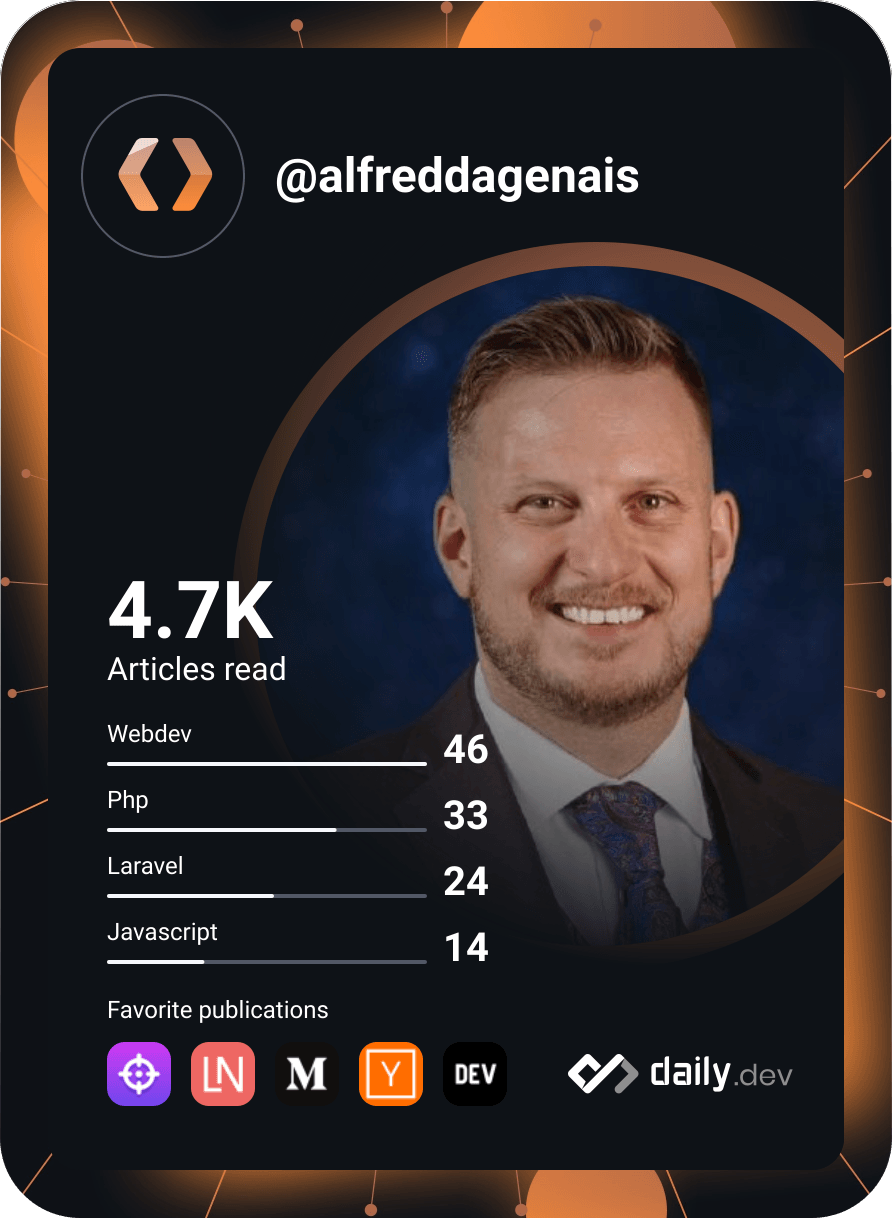 @alfreddagenais
4.7K
Articles read
Webdev
46
Php
33
Laravel
24
Javascript
14
Favorite publications
LN M Y DEV daily.dev